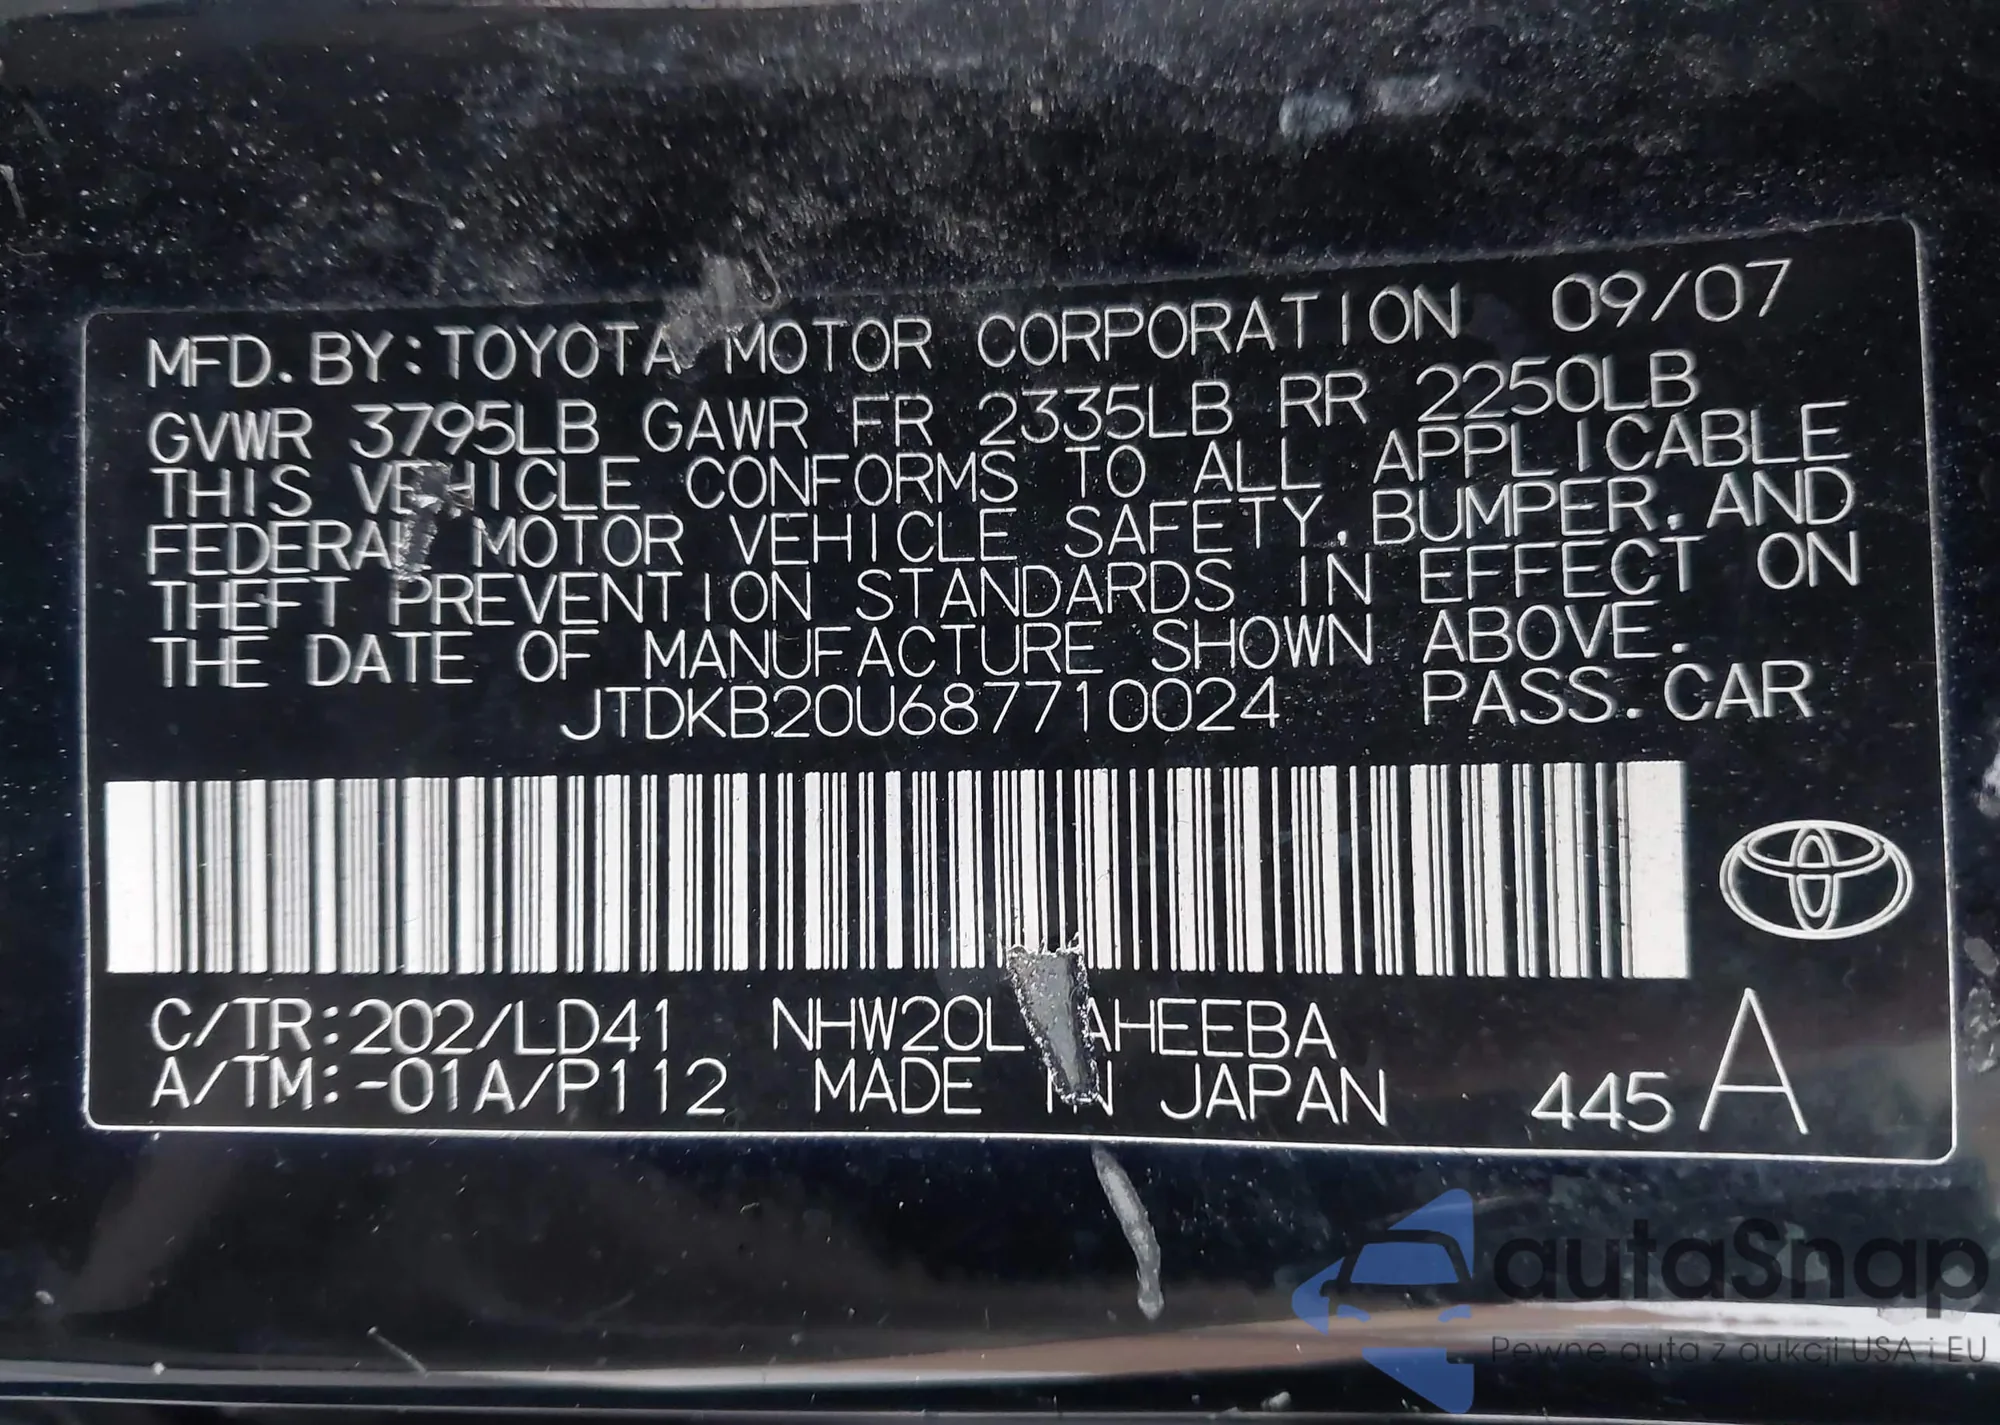 MFD. BY: TOYOTA MOTOR CORPORATION 09/07
GVWR 3795LB GAWR FR 2335LB RR 2250LB
THIS VEHICLE CONFORMS TO ALL APPLICABLE
FEDERAL MOTOR VEHICLE SAFETY, BUMPER, AND
THEFT PREVENTION STANDARDS IN EFFECT ON
THE DATE OF MANUFACTURE SHOWN ABOVE.
JTDKB20U687710024 PASS. CAR
C/TR:202/LD41 NHW20L AHEEBA
A/TM:-01A/P112 MADE IN JAPAN 445 A
autaSnap
Pewne auta z aukcji USA i EU